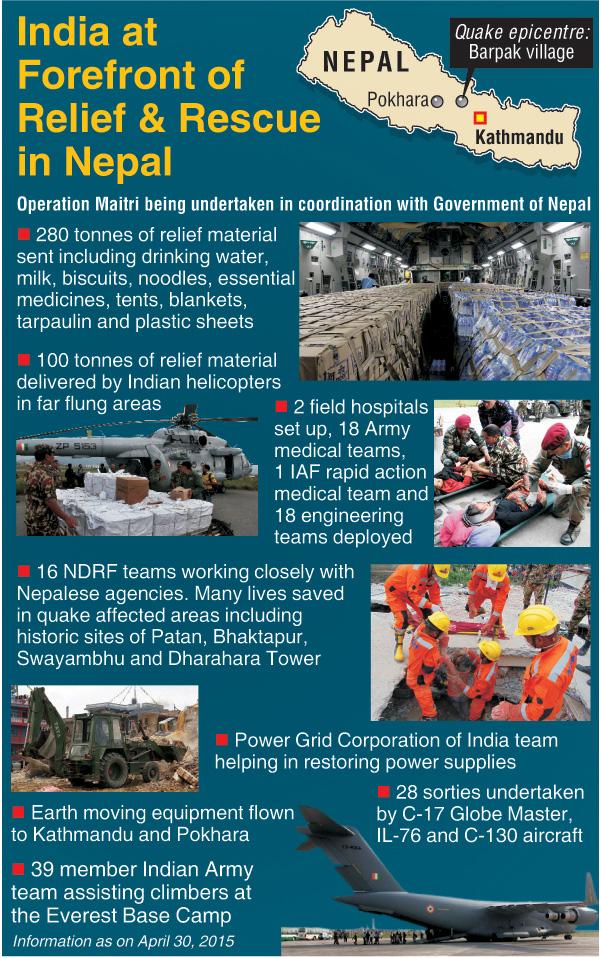 India at
Forefront of
Relief & Rescue
in Nepal
NEPAL
Quake epicentre:
Barpak village
Pokhara
Kathmandu
Operation Maitri being undertaken in coordination with Government of Nepal
280 tonnes of relief material
sent including drinking water,
milk, biscuits, noodles, essential
medicines, tents, blankets,
tarpaulin and plastic sheets
100 tonnes of relief material
delivered by Indian helicopters
in far flung areas
ZP 5153
2 field hospitals
set up, 18 Army
medical teams,
1 IAF rapid action
medical team and
18 engineering
teams deployed
16 NDRF teams working closely with
Nepalese agencies. Many lives saved
in quake affected areas including
historic sites of Patan, Bhaktapur,
Swayambhu and Dharahara Tower
Power Grid Corporation of India team
helping in restoring power supplies
Earth moving equipment flown
to Kathmandu and Pokhara
28 sorties undertaken
by C-17 Globe Master,
IL-76 and C-130 aircraft
39 member Indian Army
team assisting climbers at
the Everest Base Camp
Information as on April 30, 2015